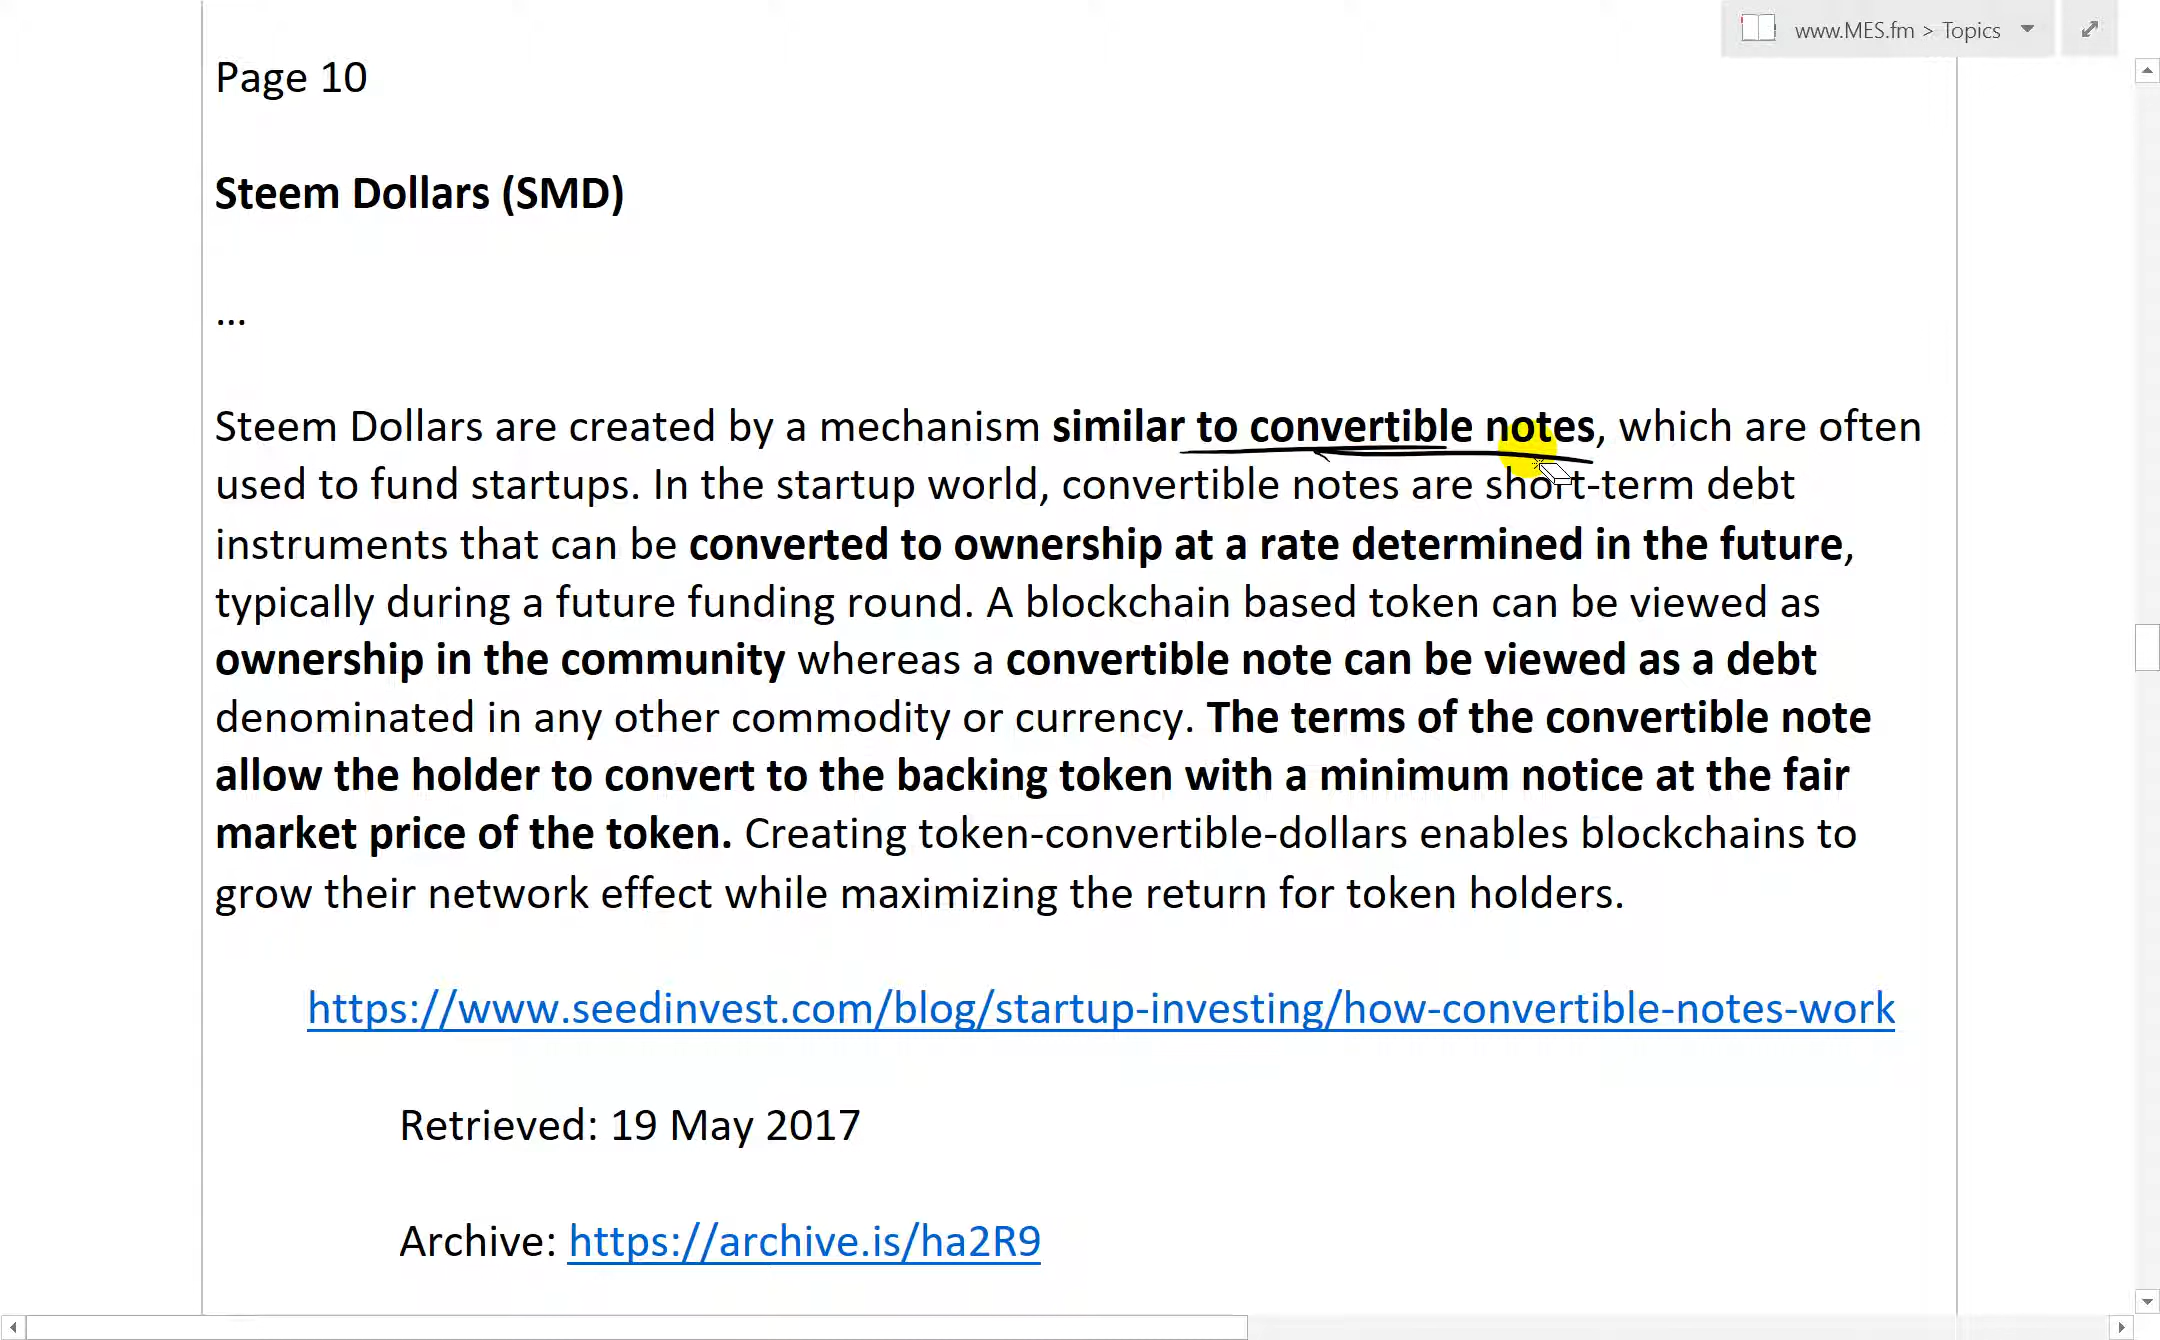 www.MES.fm > Topics
Page 10
Steem Dollars (SMD)
...
Steem Dollars are created by a mechanism similar to convertible notes, which are often
used to fund startups. In the startup world, convertible notes are short-term debt
instruments that can be converted to ownership at a rate determined in the future,
typically during a future funding round. A blockchain based token can be viewed as
ownership in the community whereas a convertible note can be viewed as a debt
denominated in any other commodity or currency. The terms of the convertible note
allow the holder to convert to the backing token with a minimum notice at the fair
market price of the token. Creating token-convertible-dollars enables blockchains to
grow their network effect while maximizing the return for token holders.
https://www.seedinvest.com/blog/startup-investing/how-convertible-notes-work
Retrieved: 19 May 2017
Archive: https://archive.is/ha2R9